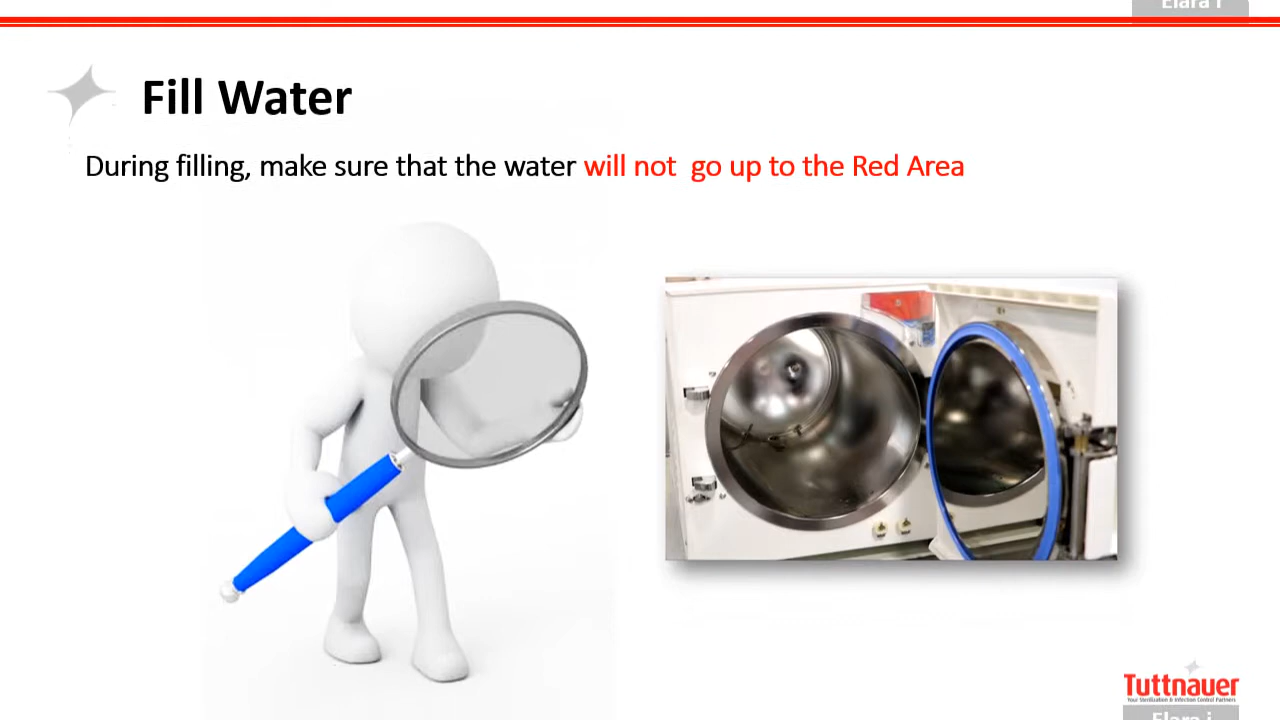 Elara i
Fill Water
During filling, make sure that the water will not go up to the Red Area
Tuttnauer
Your Sterilization & Infection Control Partners
Elara i